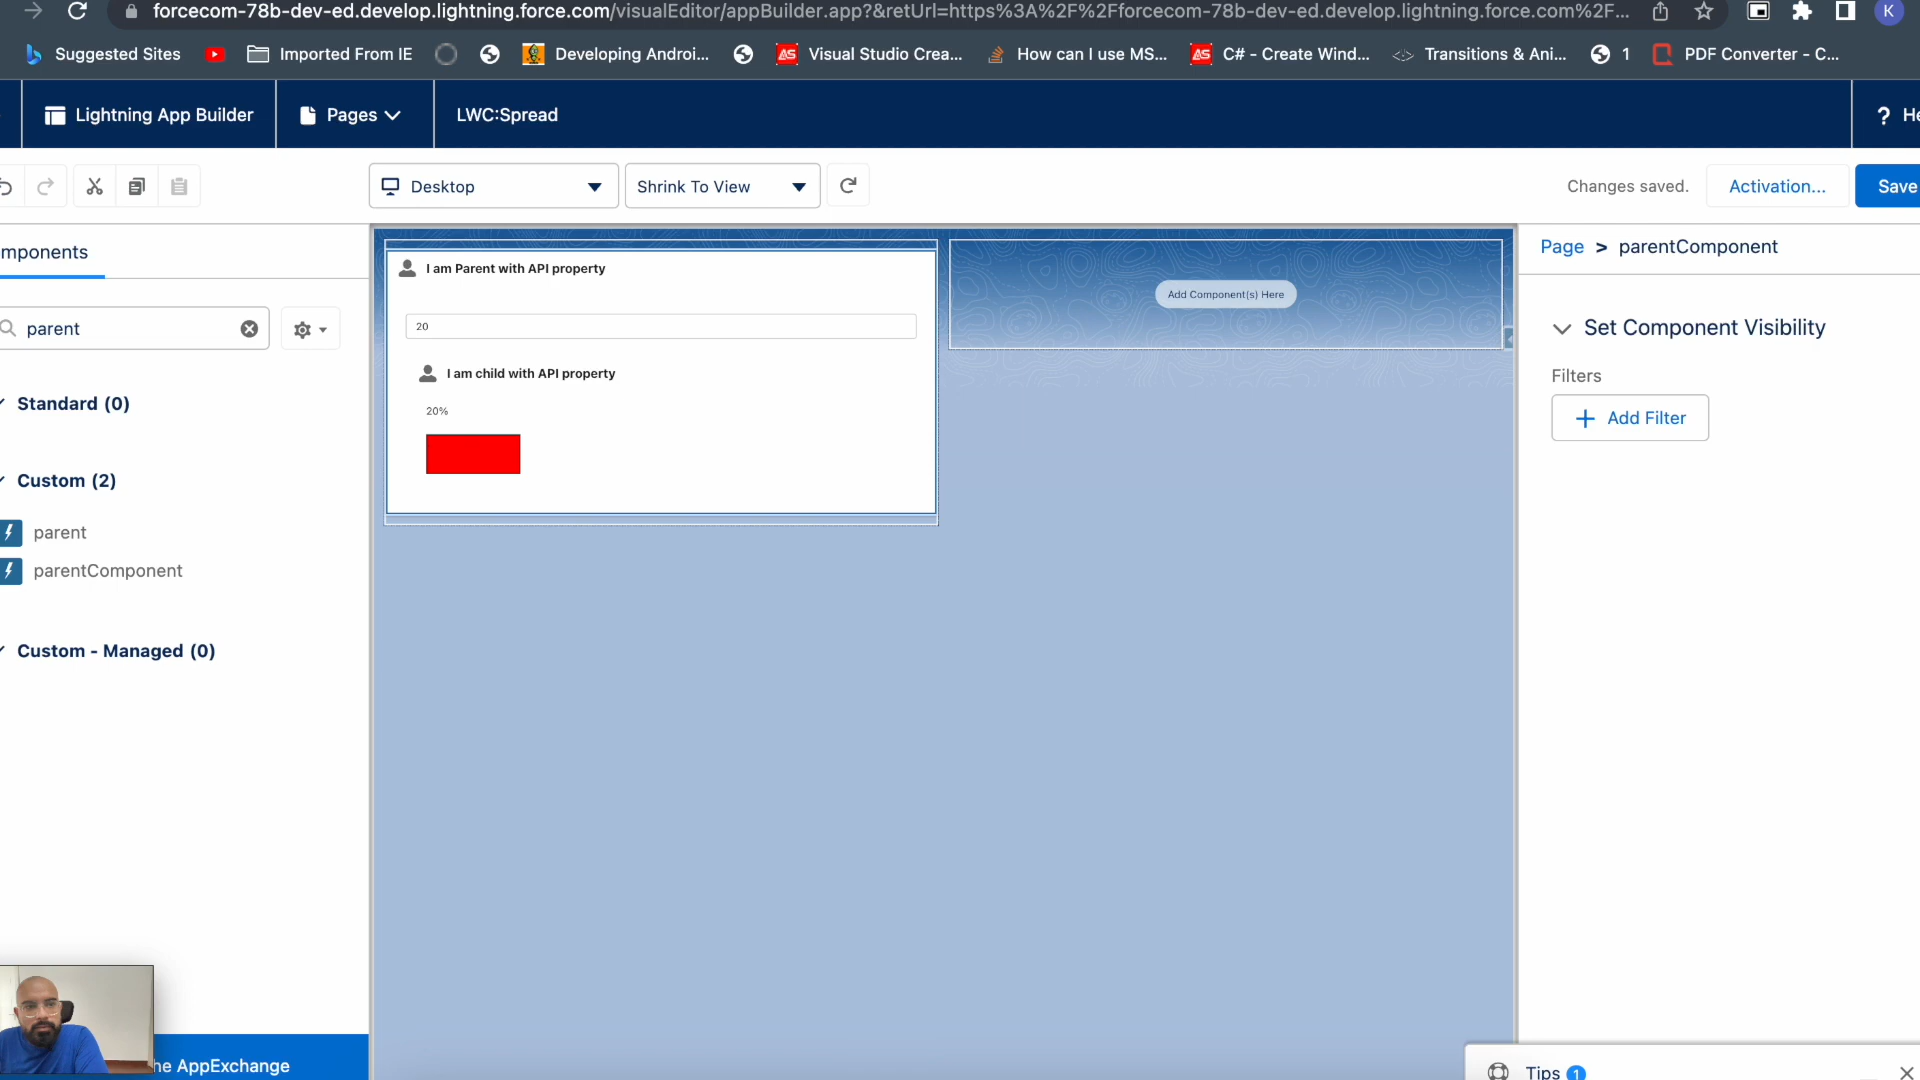 forcecom-78b-dev-ed.develop.lightning.force.com/visualEditor/appBuilder.app?&retUrl=https%3A%2F%2Fforcecom-78b-dev-ed.develop.lightning.force.com%2F...
K
Suggested Sites
Imported From IE
Developing Androi...
Visual Studio Crea...
How can I use MS...
C# - Create Wind...
Transitions & Ani...
1
PDF Converter - C...
Lightning App Builder
Pages
LWC:Spread
? He
Desktop
Shrink To View
Changes saved.
Activation...
Save
mponents
parent
Standard (0)
Custom (2)
parent
parentComponent
Custom - Managed (0)
he AppExchange
I am Parent with API property
20
I am child with API property
20%
Add Component(s) Here
Page > parentComponent
Set Component Visibility
Filters
Add Filter
Tips 1